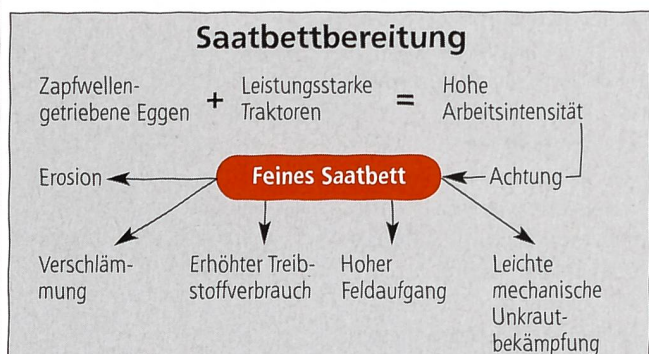 Saatbettbereitung
Zapfwellen-
getriebene Eggen
+
Leistungsstarke
Traktoren
=
Hohe
Arbeitsintensität
Erosion
Feines Saatbett
Achtung
Verschläm-
mung
Erhöhter Treib-
stoffverbrauch
Hoher
Feldaufgang
Leichte
mechanische
Unkraut-
bekämpfung